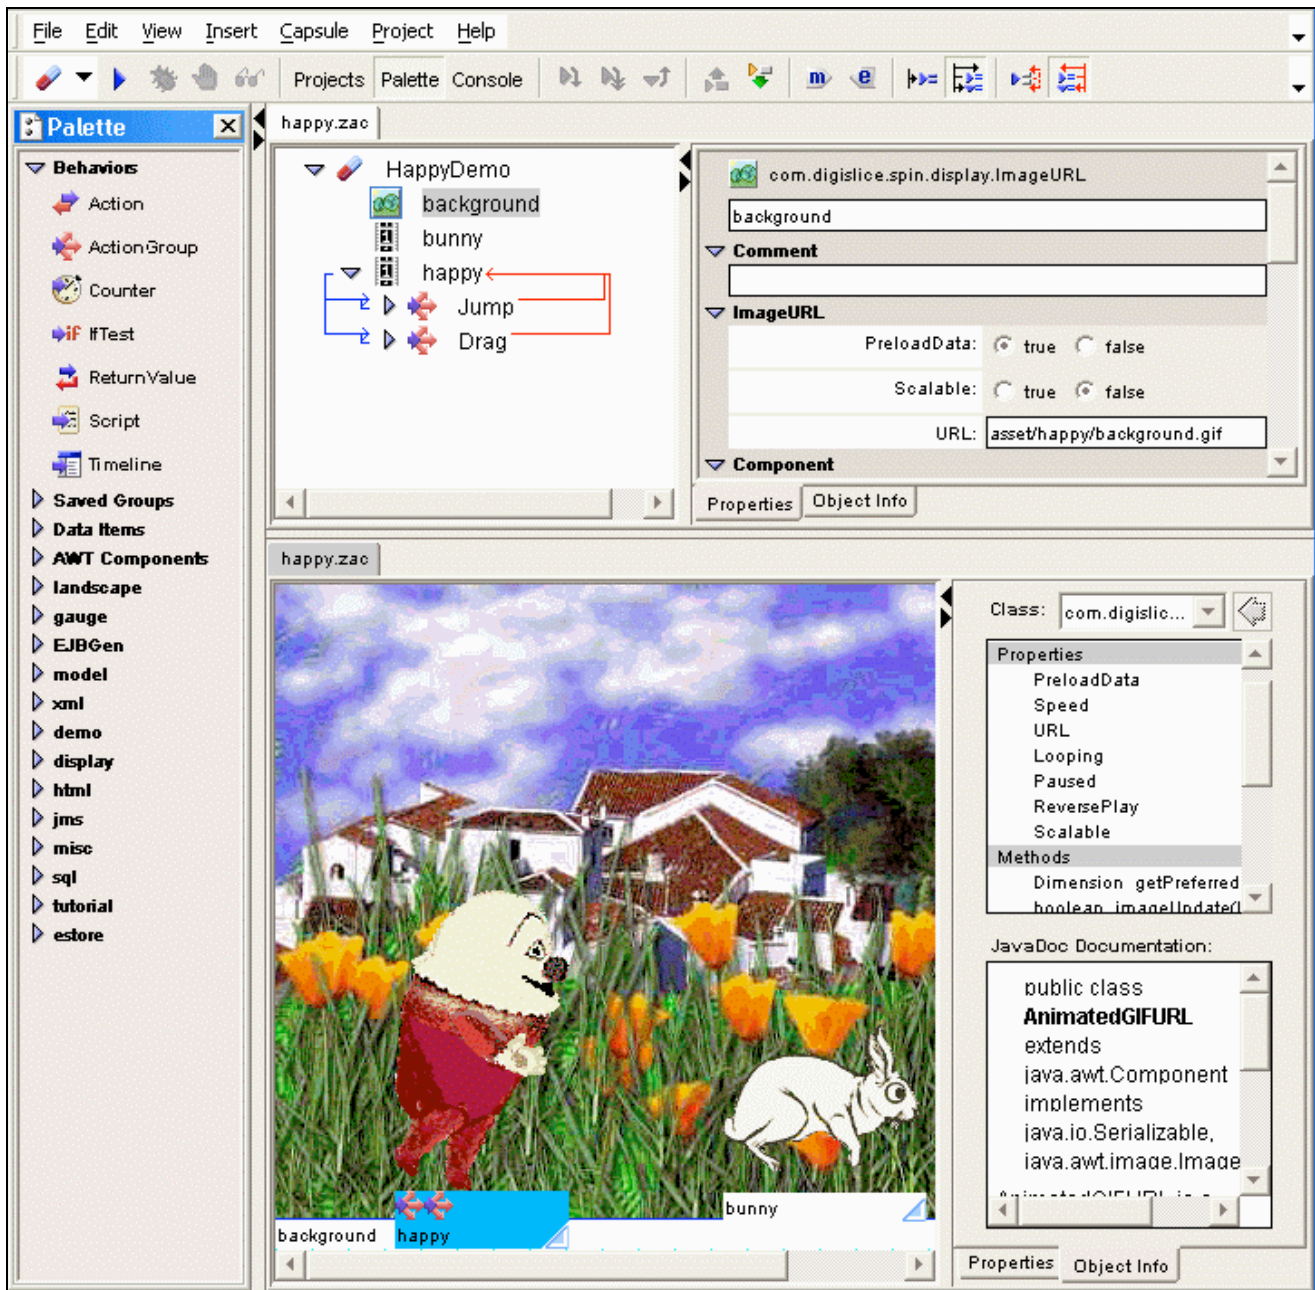 File Edit View Insert Capsule Project Help
Projects Palette Console m e
Palette
Behaviors
Action
ActionGroup
Counter
if IfTest
ReturnValue
Script
Timeline
Saved Groups
Data Items
AWT Components
landscape
gauge
EJBGen
model
xml
demo
display
html
jms
misc
sql
tutorial
estore
happy.zac
HappyDemo
background
bunny
happy
Jump
Drag
com.digislice.spin.display.ImageURL
background
Comment
ImageURL
PreloadData: true false
Scalable: true false
URL: asset/happy/background.gif
Component
Properties Object Info
happy.zac
bunny
background happy
Class: com.digislic...
Properties
PreloadData
Speed
URL
Looping
Paused
ReversePlay
Scalable
Methods
Dimension getPreferred
boolean imageUpdate(I
JavaDoc Documentation:
public class
AnimatedGIFURL
extends
java.awt.Component
implements
java.io.Serializable,
java.awt.image.Image
AnimatedGIFURL is a
Properties Object Info